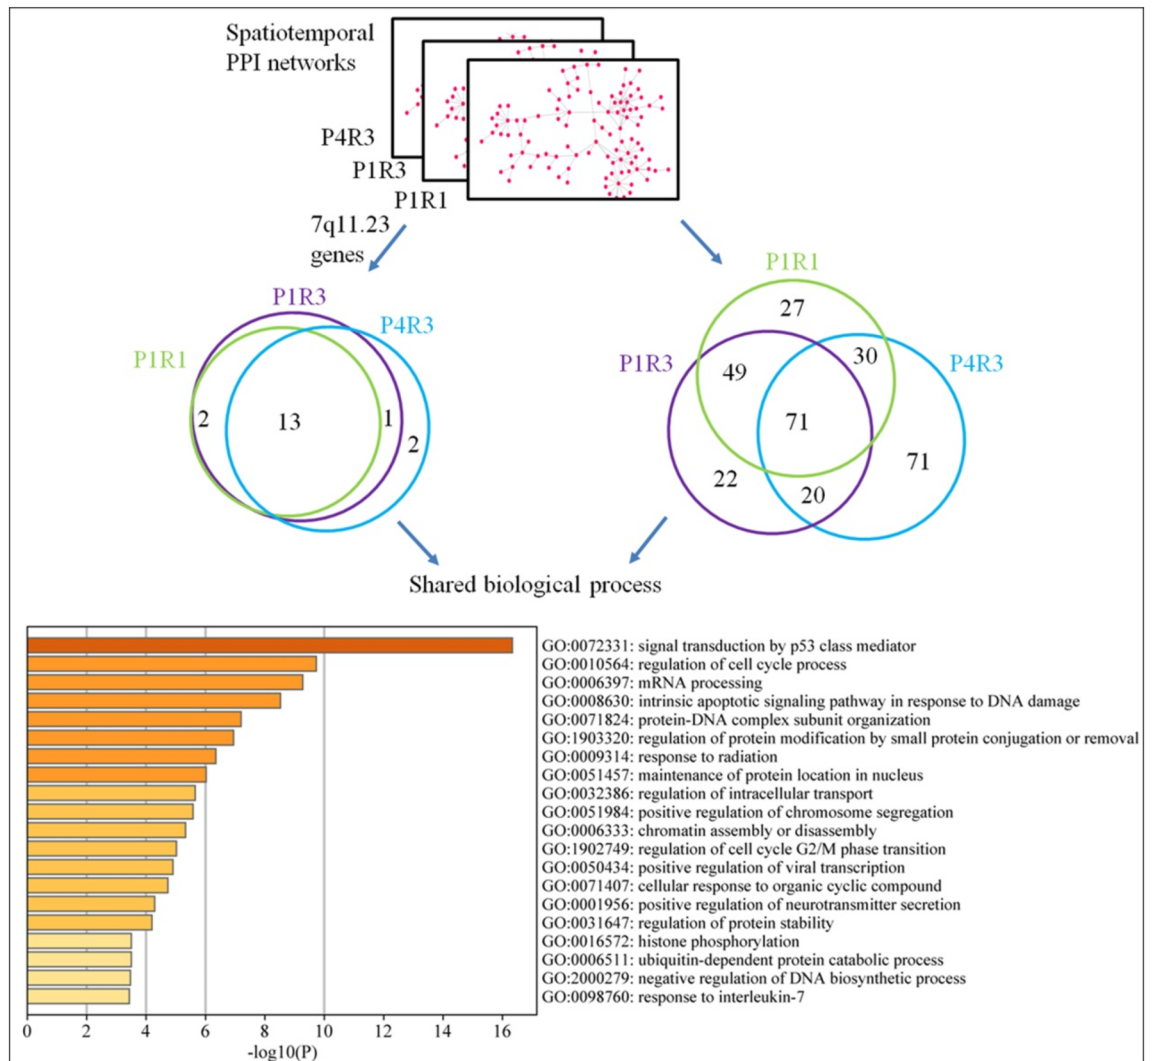 Spatiotemporal
PPI networks
P4R3
P1R3
P1R1
7q11.23
genes
P1R3
P4R3
P1R1
2
13
1
2
P1R1
27
P1R3
49
30
P4R3
71
22
71
20
Shared biological process
GO:0072331: signal transduction by p53 class mediator
GO:0010564: regulation of cell cycle process
GO:0006397: mRNA processing
GO:0008630: intrinsic apoptotic signaling pathway in response to DNA damage
GO:0071824: protein-DNA complex subunit organization
GO:1903320: regulation of protein modification by small protein conjugation or removal
GO:0009314: response to radiation
GO:0051457: maintenance of protein location in nucleus
GO:0032386: regulation of intracellular transport
GO:0051984: positive regulation of chromosome segregation
GO:0006333: chromatin assembly or disassembly
GO:1902749: regulation of cell cycle G2/M phase transition
GO:0050434: positive regulation of viral transcription
GO:0071407: cellular response to organic cyclic compound
GO:0001956: positive regulation of neurotransmitter secretion
GO:0031647: regulation of protein stability
GO:0016572: histone phosphorylation
GO:0006511: ubiquitin-dependent protein catabolic process
GO:2000279: negative regulation of DNA biosynthetic process
GO:0098760: response to interleukin-7
0 2 4 6 8 10 12 14 16
-log10(P)